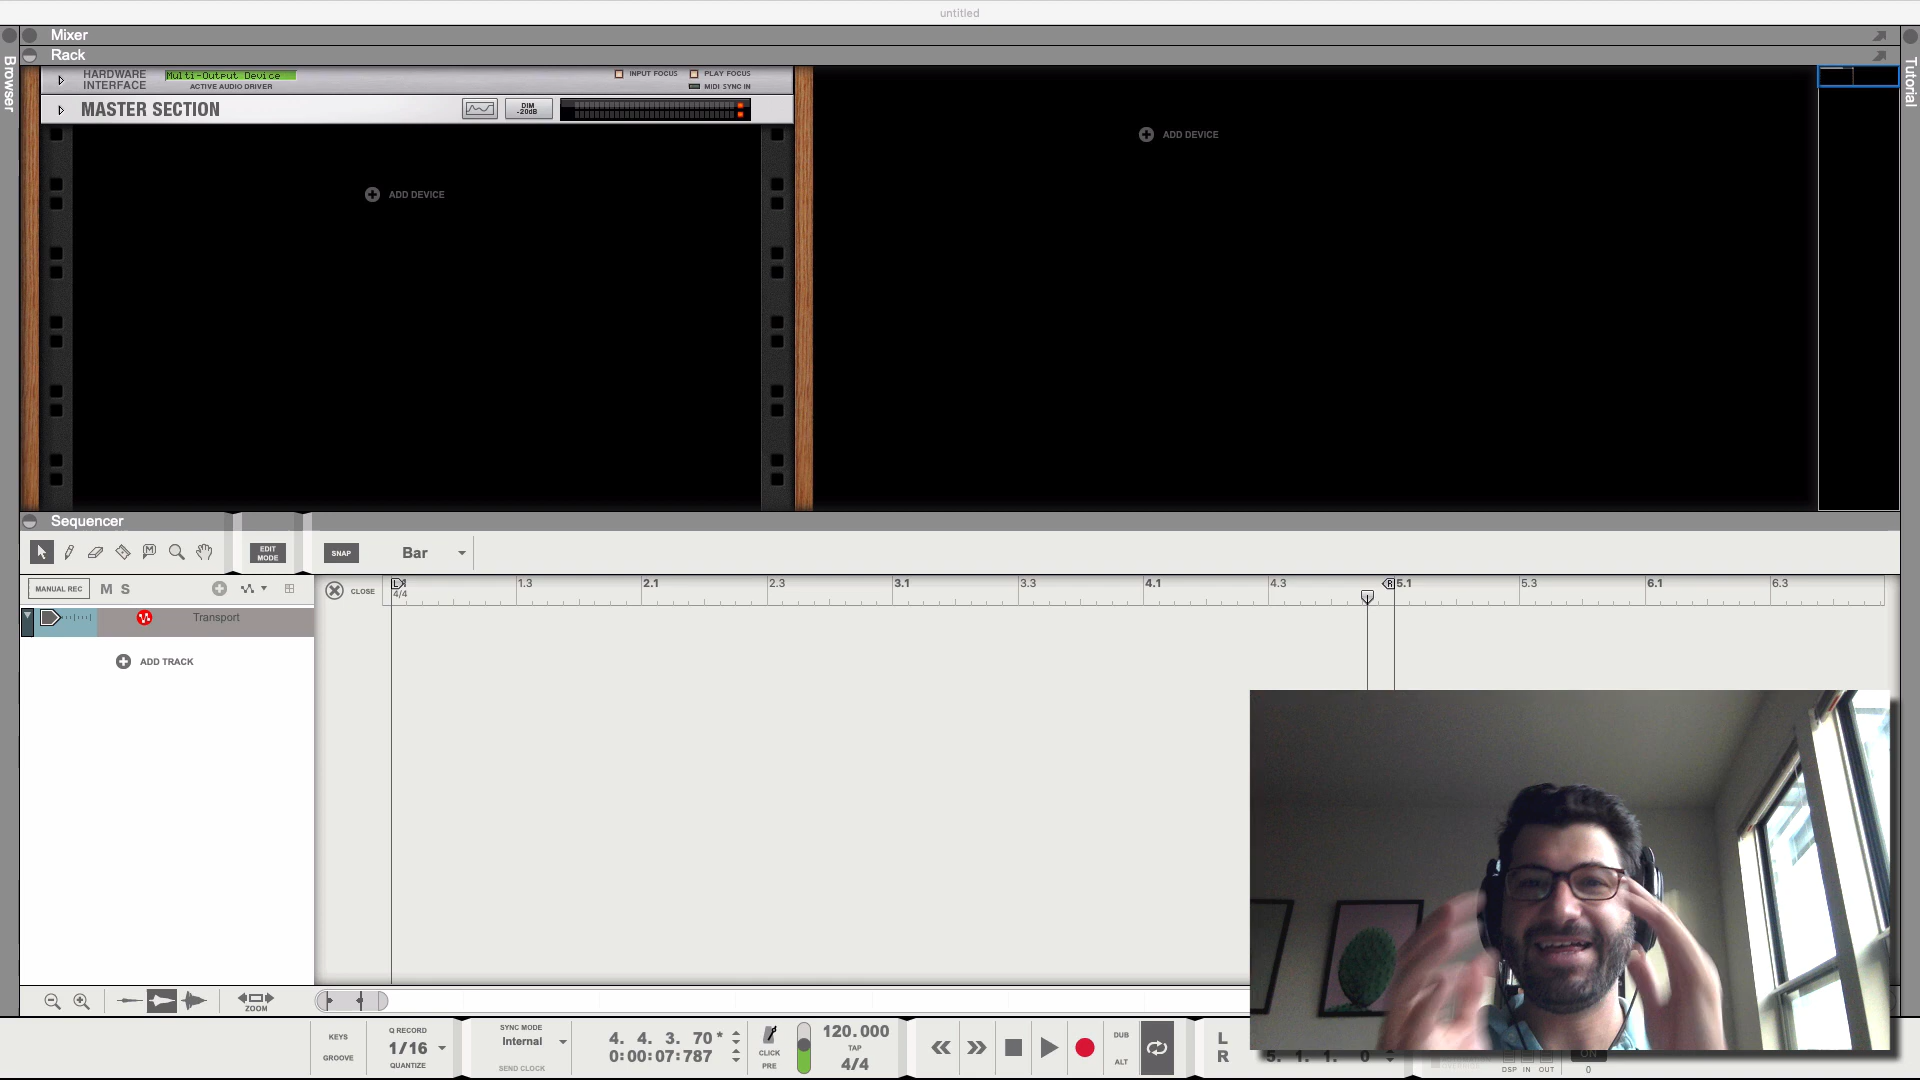 untitled
Mixer
Rack
Browser
Tutorial
HARDWARE
INTERFACE
Multi-Output Device
ACTIVE AUDIO DRIVER
INPUT FOCUS
PLAY FOCUS
MIDI SYNC IN
MASTER SECTION
DIM
-20dB
ADD DEVICE
ADD DEVICE
Sequencer
EDIT
MODE
SNAP
Bar
MANUAL REC
M S
CLOSE
L
4/4
1.3
2.1
2.3
3.1
3.3
4.1
4.3
R
5.1
5.3
6.1
6.3
Transport
ADD TRACK
ZOOM
KEYS
GROOVE
Q RECORD
1/16
QUANTIZE
SYNC MODE
Internal
SEND CLOCK
4. 4. 3. 70*
0:00:07:787
CLICK
PRE
120.000
TAP
4/4
DUB
ALT
L
R
5. 1. 1. 0
DSP IN OUT
ON
0